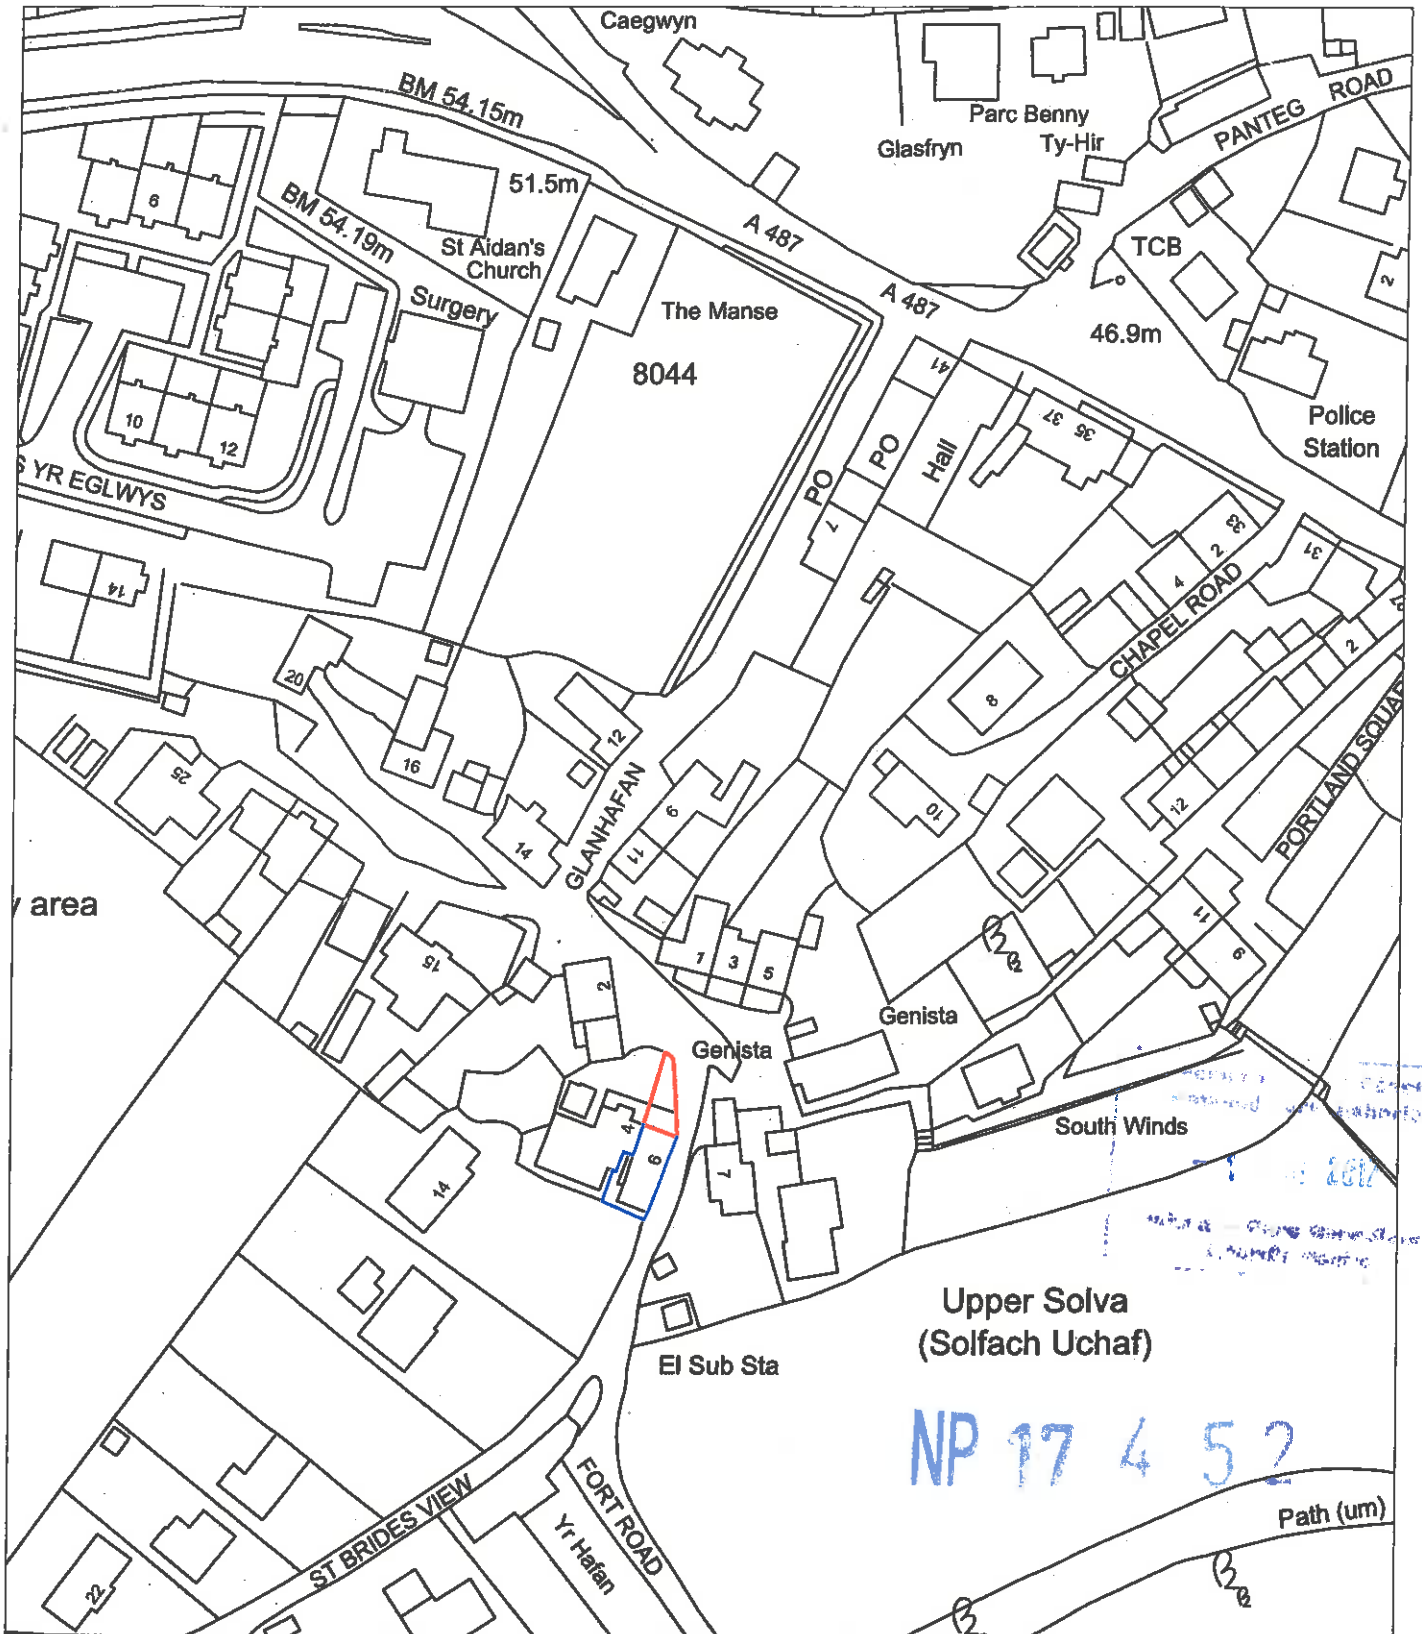 Caegwyn
BM 54.15m
Parc Benny
ROAD
PANTEG
Glasfryn
Ty-Hir
51.5m
6
BM 54.19m
A 487
TCB
St Aidan's
Church
2
Surgery
The Manse
A 487
46.9m
8044
41
10
12
37
35
Police
Station
PO
Hall
PO
YR EGLWYS
7
33
2
31
4
14
CHAPEL ROAD
2
20
8
12
16
PORTLAND SQUAR
25
GLANHAFAN
9
10
12
14
11
area
11
15
1
3
5
9
2
Genista
Genista
4
South Winds
6
7
14
Upper Solva
(Solfach Uchaf)
El Sub Sta
NP 17 4 5 2
FORT ROAD
ST BRIDES VIEW
Yr Hafan
Path (um)
22